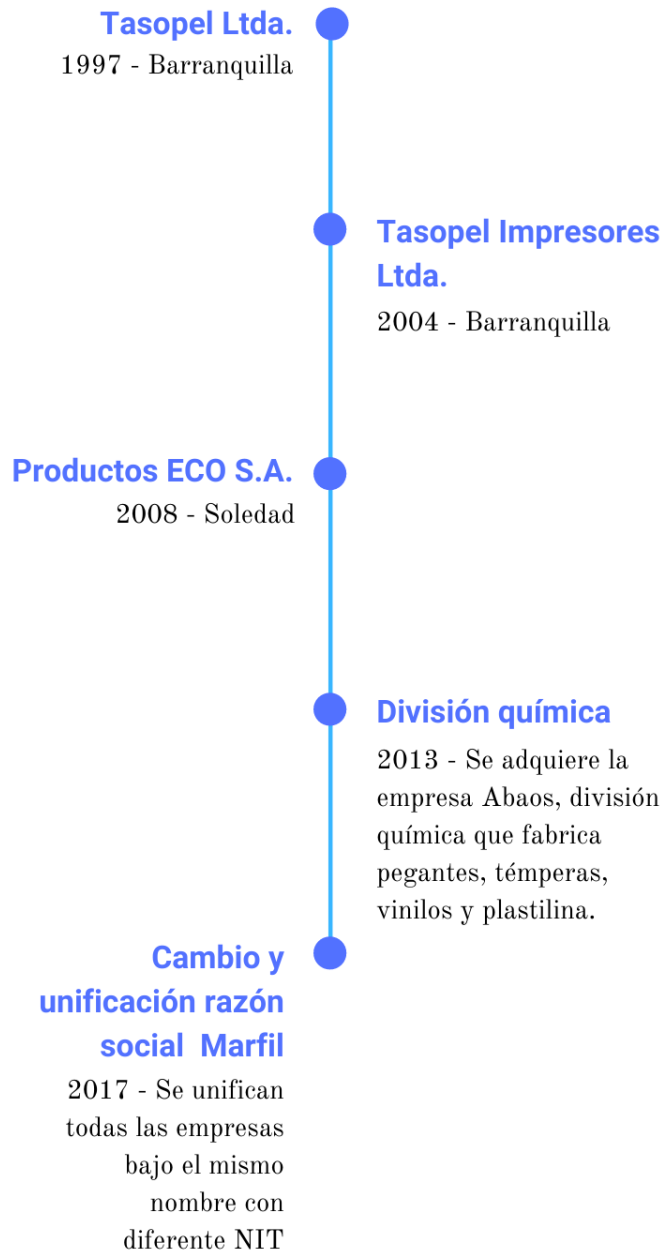 Tasopel Ltda.
1997 - Barranquilla
Tasopel Impresores
Ltda.
2004 - Barranquilla
Productos ECO S.A.
2008 - Soledad
División química
2013 - Se adquiere la
empresa Abaos, división
química que fabrica
pegantes, témperas,
vinilos y plastilina.
Cambio y
unificación razón
social  Marfil
2017 - Se unifican
todas las empresas
bajo el mismo
nombre con
diferente NIT